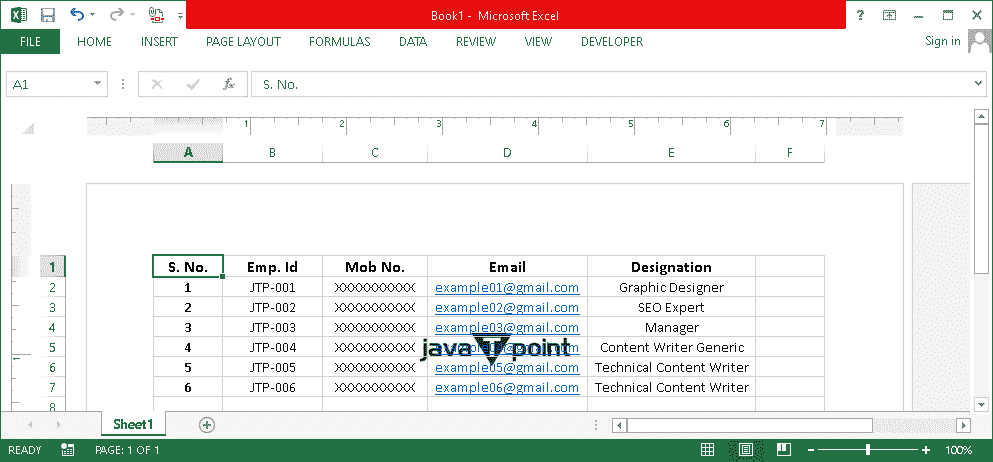 Book1 - Microsoft Excel
?
FILE HOME INSERT PAGE LAYOUT FORMULAS DATA REVIEW VIEW DEVELOPER Sign in
A1 fx S. No.
1 2 3 4 5 6 7
A B C D E F
1 S. No. Emp. Id Mob No. Email Designation
2 1 JTP-001 XXXXXXXXXX example01@gmail.com Graphic Designer
3 2 JTP-002 XXXXXXXXXX example02@gmail.com SEO Expert
4 3 JTP-003 XXXXXXXXXX example03@gmail.com Manager
5 4 JTP-004 XXXXXXXXXX Content Writer Generic
java point
6 5 JTP-005 XXXXXXXXXX example05@gmail.com Technical Content Writer
7 6 JTP-006 XXXXXXXXXX example06@gmail.com Technical Content Writer
8
1
Sheet1
READY PAGE: 1 OF 1 100%